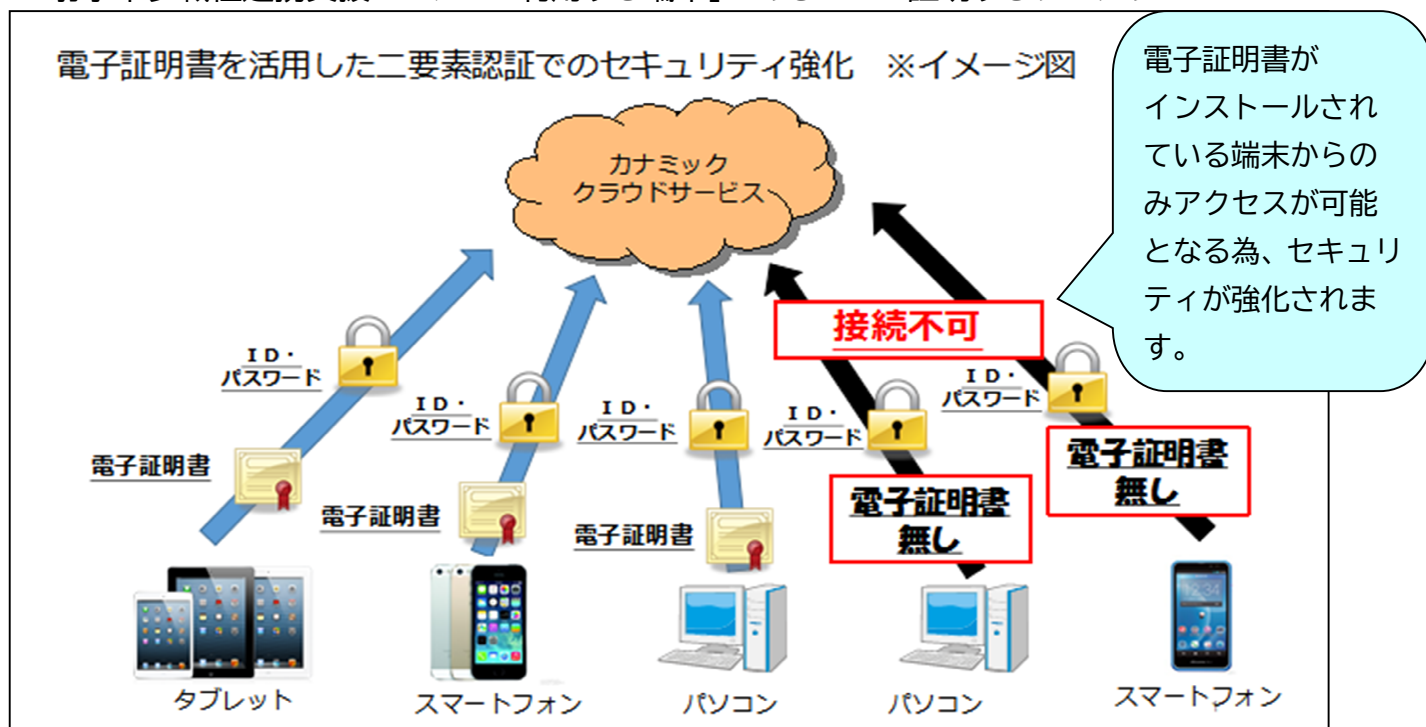 電子証明書を活用した二要素認証でのセキュリティ強化　※イメージ図
電子証明書が
インストールされ
ている端末からの
みアクセスが可能
となる為、セキュリ
ティが強化されま
す。
カナミック
クラウドサービス
接続不可
ＩＤ・
パスワード
ＩＤ・
パスワード
ＩＤ・
パスワード
ＩＤ・
パスワード
ＩＤ・
パスワード
電子証明書
電子証明書
電子証明書
電子証明書
無し
電子証明書
無し
タブレット
スマートフォン
パソコン
パソコン
スマートフォン